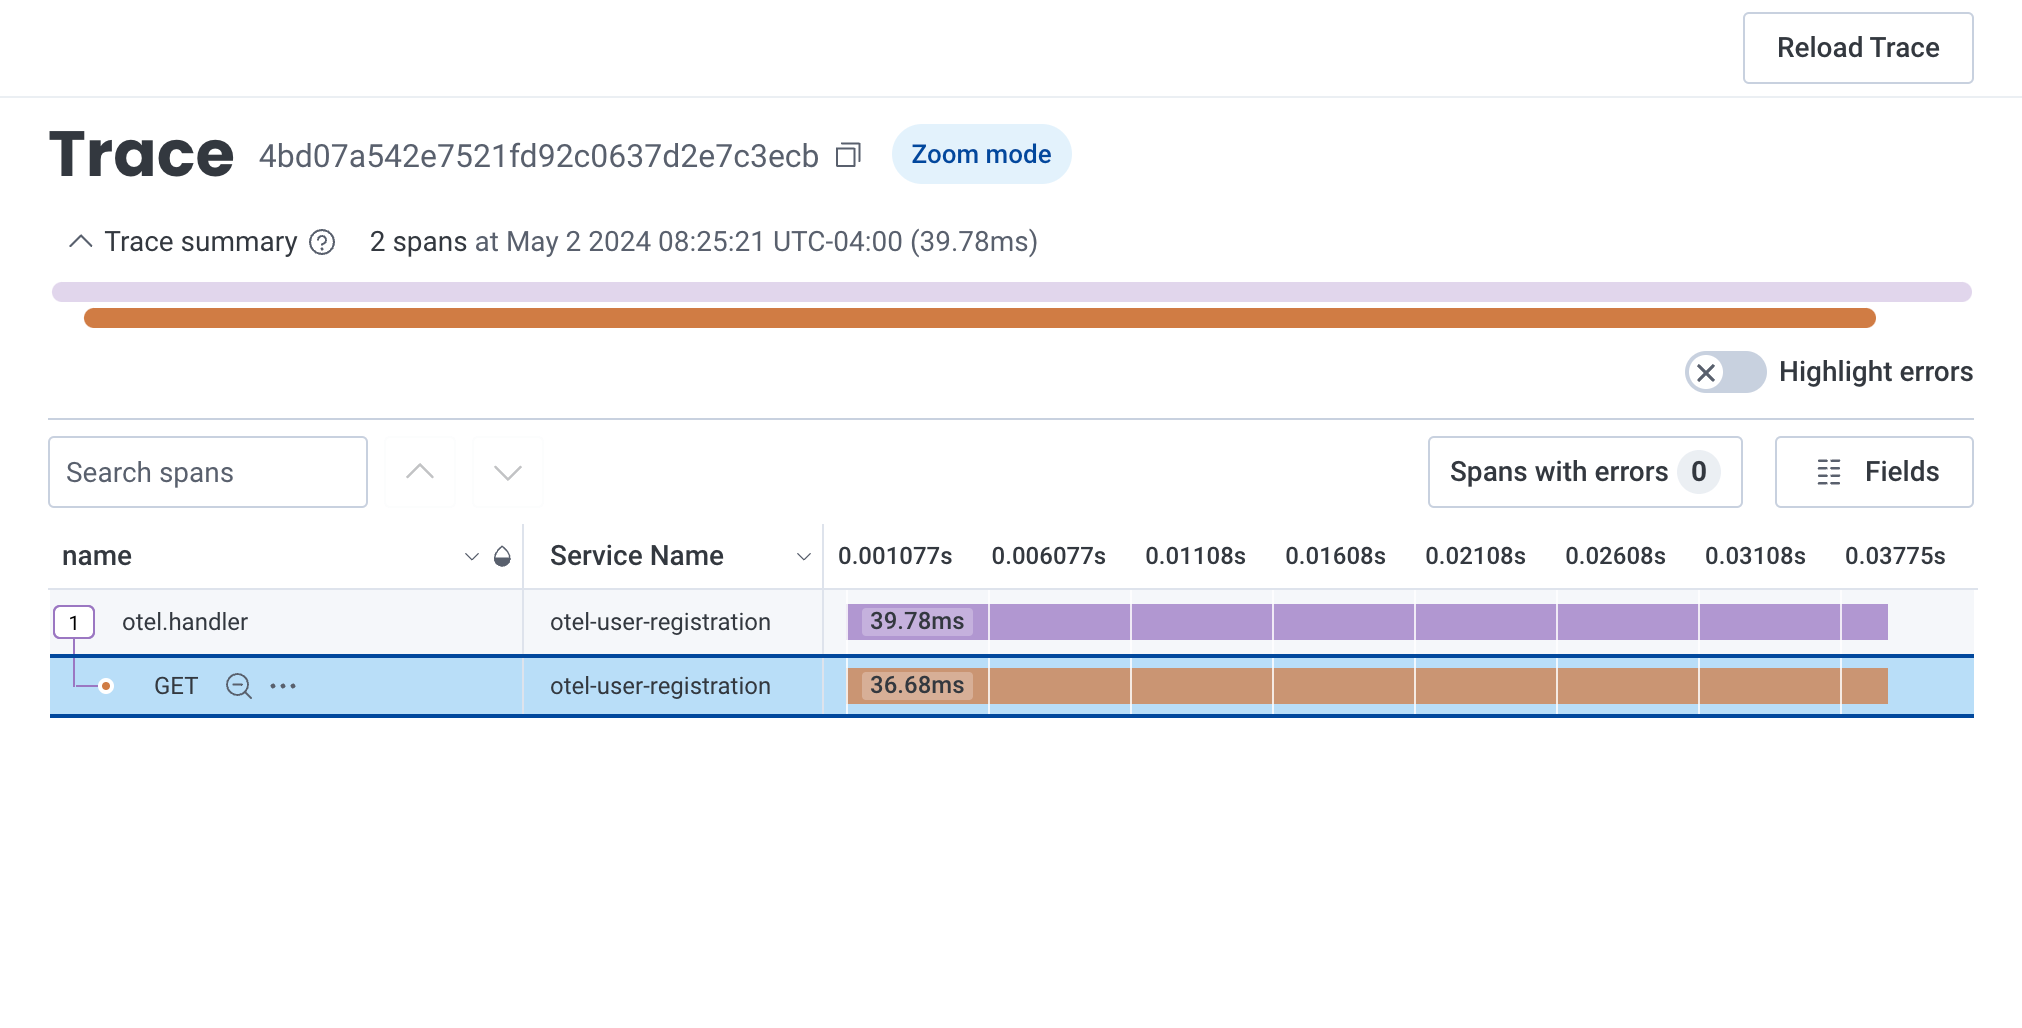 Reload Trace
Trace 4bd07a542e7521fd92c0637d2e7c3ecb Zoom mode
Trace summary ? 2 spans at May 2 2024 08:25:21 UTC-04:00 (39.78ms)
Highlight errors
Search spans Spans with errors 0 Fields
name Service Name 0.001077s 0.006077s 0.01108s 0.01608s 0.02108s 0.02608s 0.03108s 0.03775s
1 otel.handler otel-user-registration 39.78ms
GET otel-user-registration 36.68ms